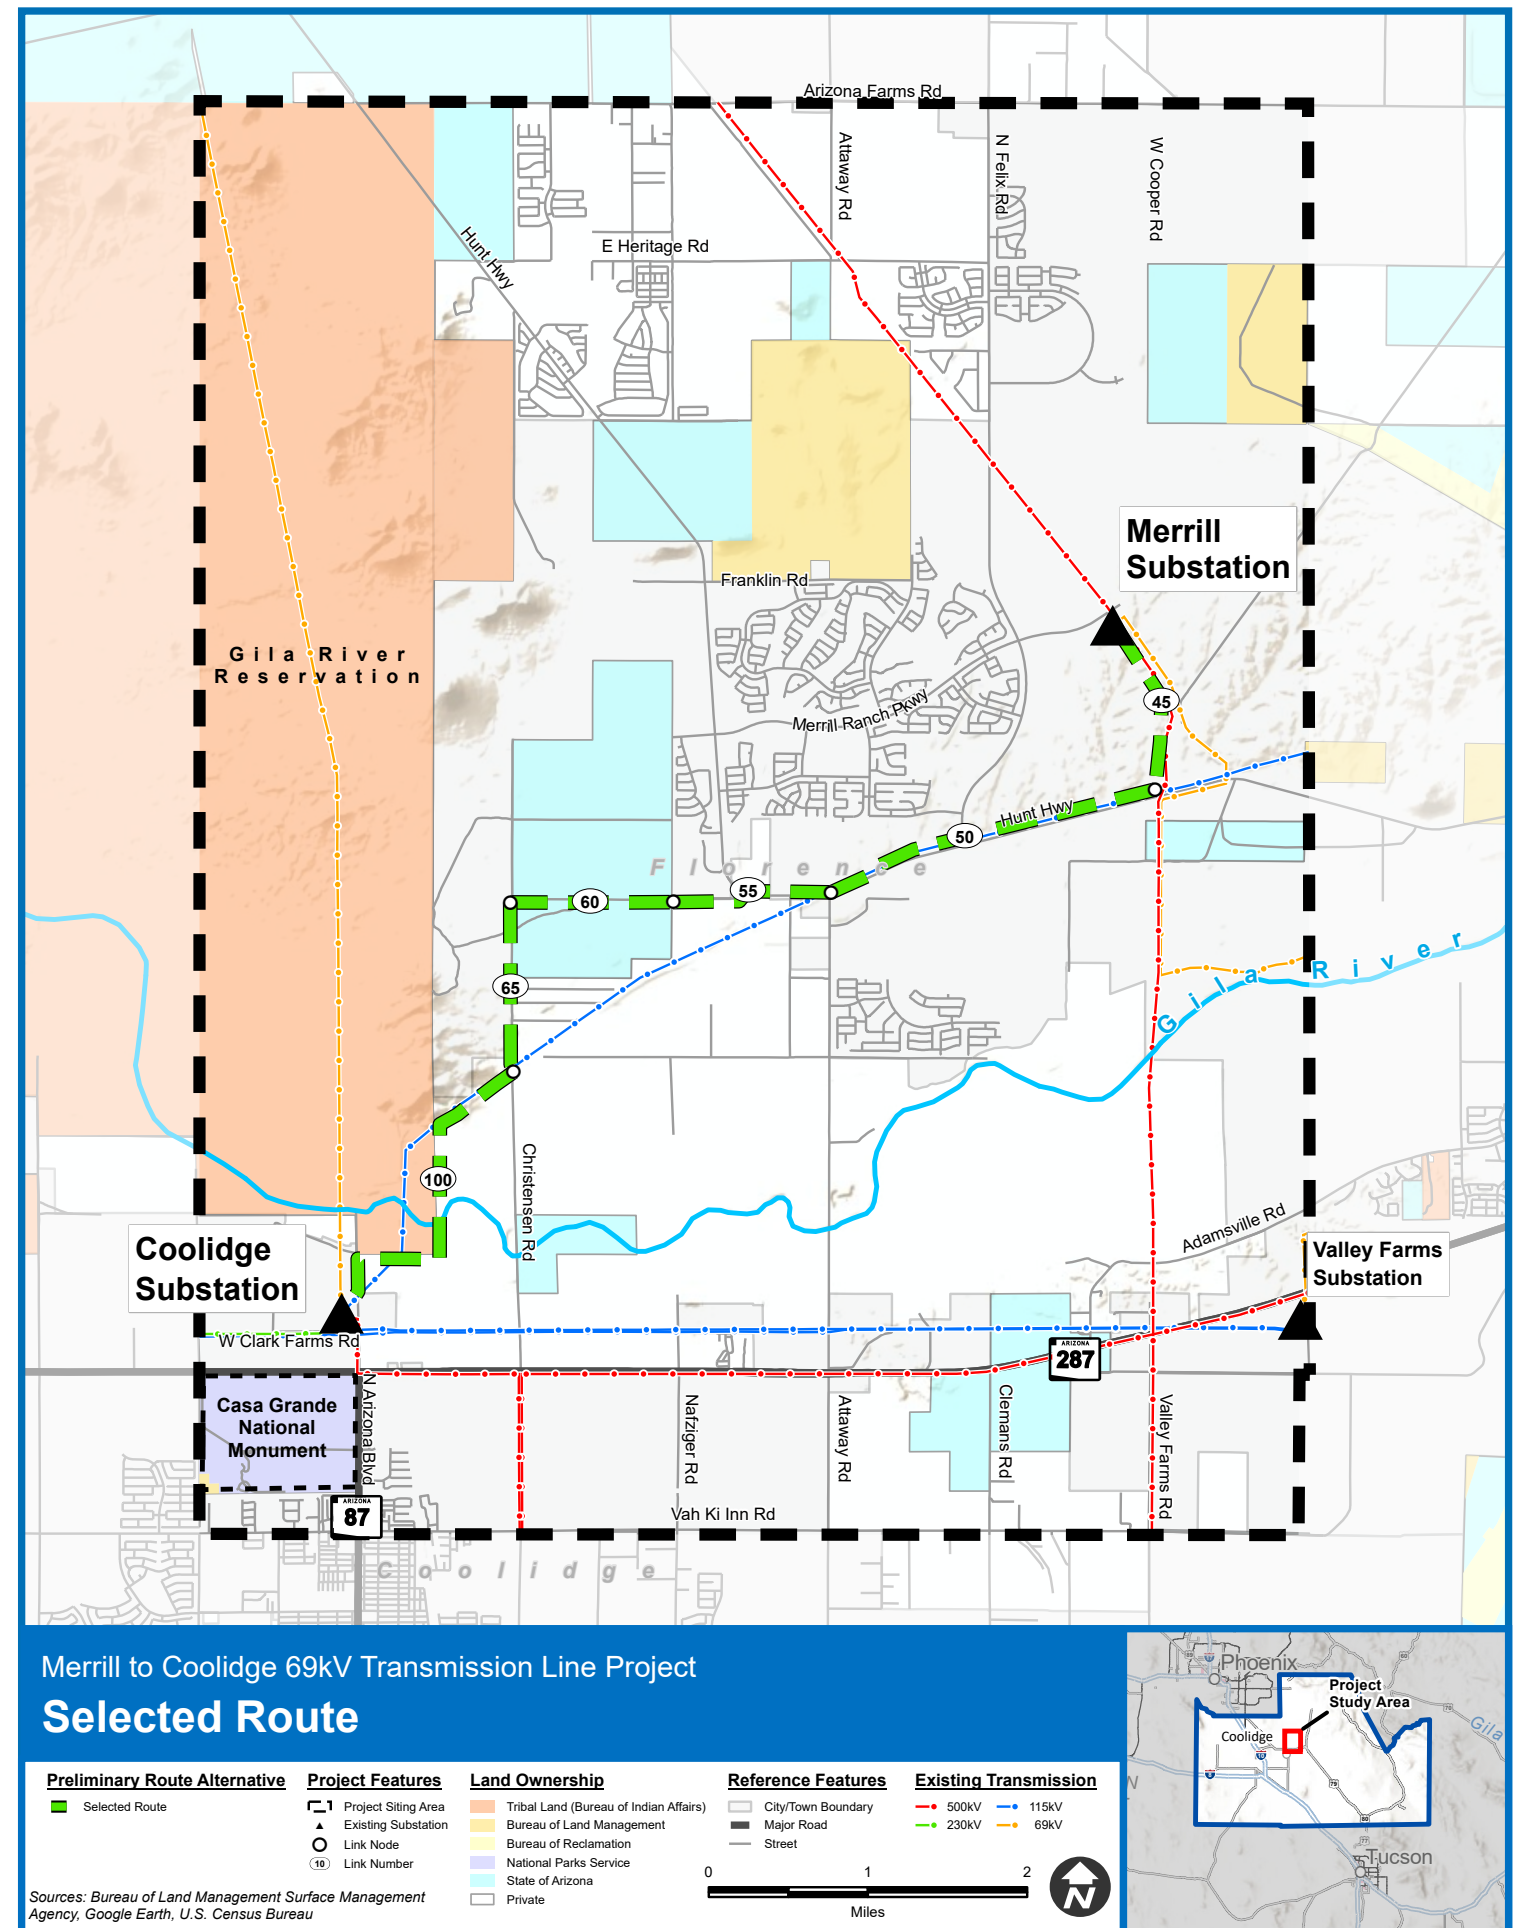 Arizona Farms Rd
Attaway Rd
N Felix Rd
W Cooper Rd
Hunt Hwy
E Heritage Rd
Merrill
Substation
Franklin Rd
Gila River
Reservation
Merrill Ranch Pkwy
45
Hunt Hwy
50
Florence
55
60
65
Gila River
100
Christensen Rd
Adamsville Rd
Coolidge
Substation
Valley Farms
Substation
W Clark Farms Rd
ARIZONA
287
Casa Grande
National
Monument
N Arizona Blvd
Nafziger Rd
Attaway Rd
Clemans Rd
Valley Farms Rd
ARIZONA
87
Vah Ki Inn Rd
Coolidge
Merrill to Coolidge 69kV Transmission Line Project
Selected Route
Phoenix
Project
Study Area
Coolidge
Gila
Tucson
10
8
79
Preliminary Route Alternative
Selected Route
Project Features
Project Siting Area
Existing Substation
Link Node
10 Link Number
Land Ownership
Tribal Land (Bureau of Indian Affairs)
Bureau of Land Management
Bureau of Reclamation
National Parks Service
State of Arizona
Private
Reference Features
City/Town Boundary
Major Road
Street
Existing Transmission
500kV
115kV
230kV
69kV
0 1 2
Miles
N
Sources: Bureau of Land Management Surface Management
Agency, Google Earth, U.S. Census Bureau